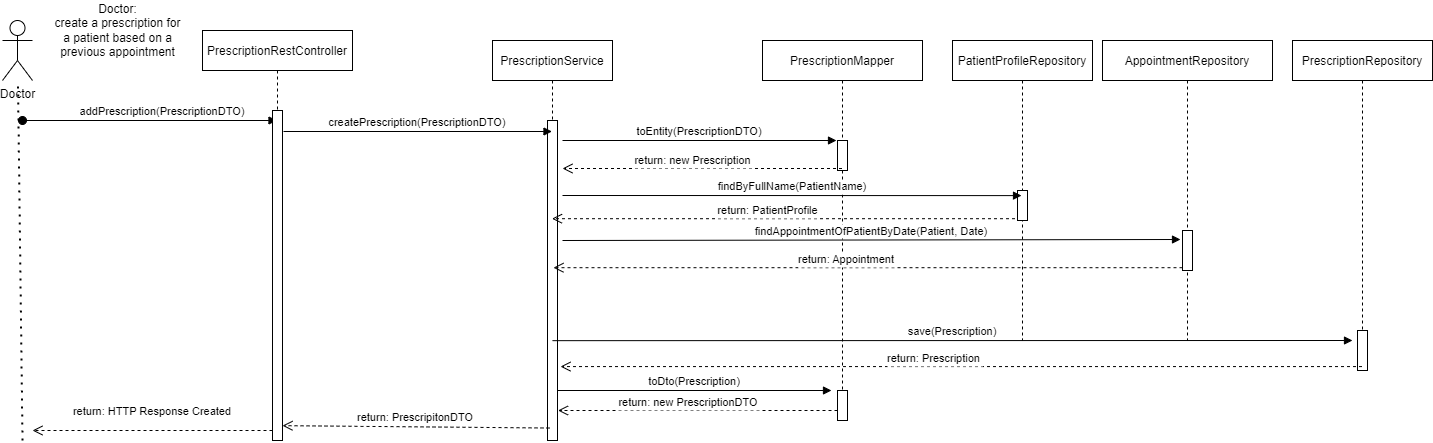 Doctor:
create a prescription for
a patient based on a
previous appointment
Doctor
PrescriptionRestController
PrescriptionService
PrescriptionMapper
PatientProfileRepository
AppointmentRepository
PrescriptionRepository
addPrescription(PrescriptionDTO)
createPrescription(PrescriptionDTO)
toEntity(PrescriptionDTO)
return: new Prescription
findByFullName(PatientName)
return: PatientProfile
findAppointmentOfPatientByDate(Patient, Date)
return: Appointment
save(Prescription)
return: Prescription
toDto(Prescription)
return: new PrescriptionDTO
return: PrescripitonDTO
return: HTTP Response Created